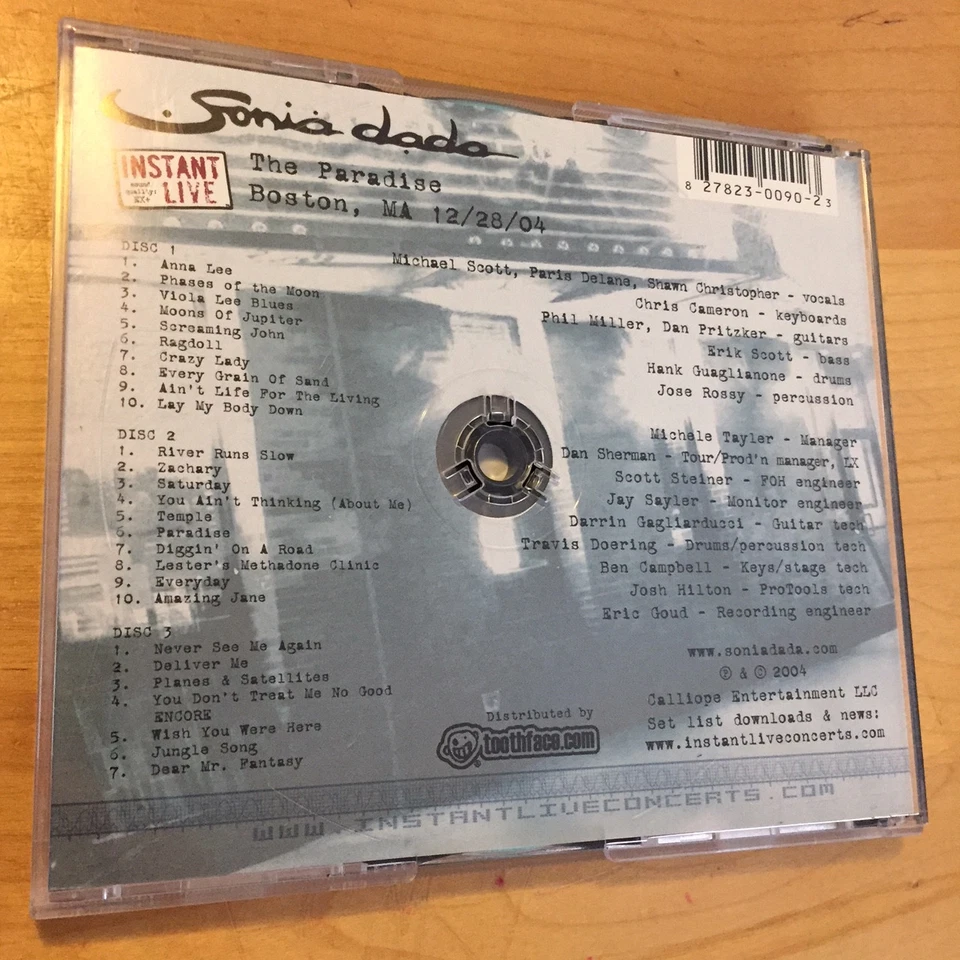 sonia dada
INSTANT
LIVE
sound
quality:
EX+
The Paradise
Boston, MA 12/28/04
8 27823-0090-2 3
DISC 1
1. Anna Lee
2. Phases of the Moon
3. Viola Lee Blues
4. Moons Of Jupiter
5. Screaming John
6. Ragdoll
7. Crazy Lady
8. Every Grain Of Sand
9. Ain't Life For The Living
10. Lay My Body Down
DISC 2
1. River Runs Slow
2. Zachary
3. Saturday
4. You Ain't Thinking (About Me)
5. Temple
6. Paradise
7. Diggin' On A Road
8. Lester's Methadone Clinic
9. Everyday
10. Amazing Jane
DISC 3
1. Never See Me Again
2. Deliver Me
3. Planes & Satellites
4. You Don't Treat Me No Good
ENCORE
5. Wish You Were Here
6. Jungle Song
7. Dear Mr. Fantasy
Michael Scott, Paris Delane, Shawn Christopher - vocals
Chris Cameron - keyboards
Phil Miller, Dan Pritzker - guitars
Erik Scott - bass
Hank Guaglianone - drums
Jose Rossy - percussion
Michele Tayler - Manager
Dan Sherman - Tour/Prod'n manager, LX
Scott Steiner - FOH engineer
Jay Sayler - Monitor engineer
Darrin Gagliarducci - Guitar tech
Travis Doering - Drums/percussion tech
Ben Campbell - Keys/stage tech
Josh Hilton - ProTools tech
Eric Goud - Recording engineer
www.soniadada.com
℗ & © 2004
Calliope Entertainment LLC
Set list downloads & news:
www.instantliveconcerts.com
Distributed by
toothface.com
WWW.INSTANTLIVECONCERTS.COM